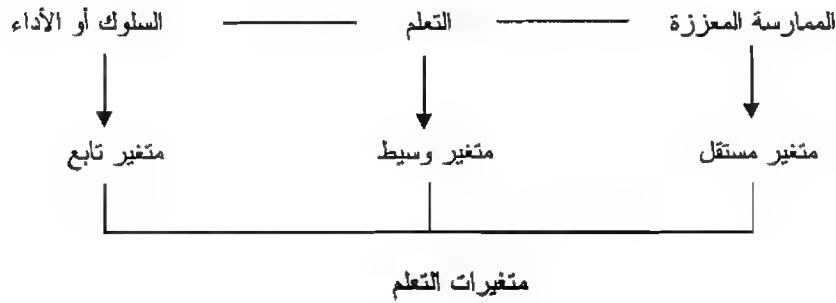 الممارسة المعززة التعلم السلوك أو الأداء
متغير مستقل متغير وسيط متغير تابع
متغيرات التعلم